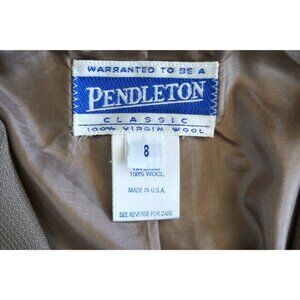 WARRANTED TO BE A
PENDLETON
CLASSIC
100% VIRGIN WOOL
8
100% WOOL
MADE IN U.S.A.
SEE REVERSE FOR CARE